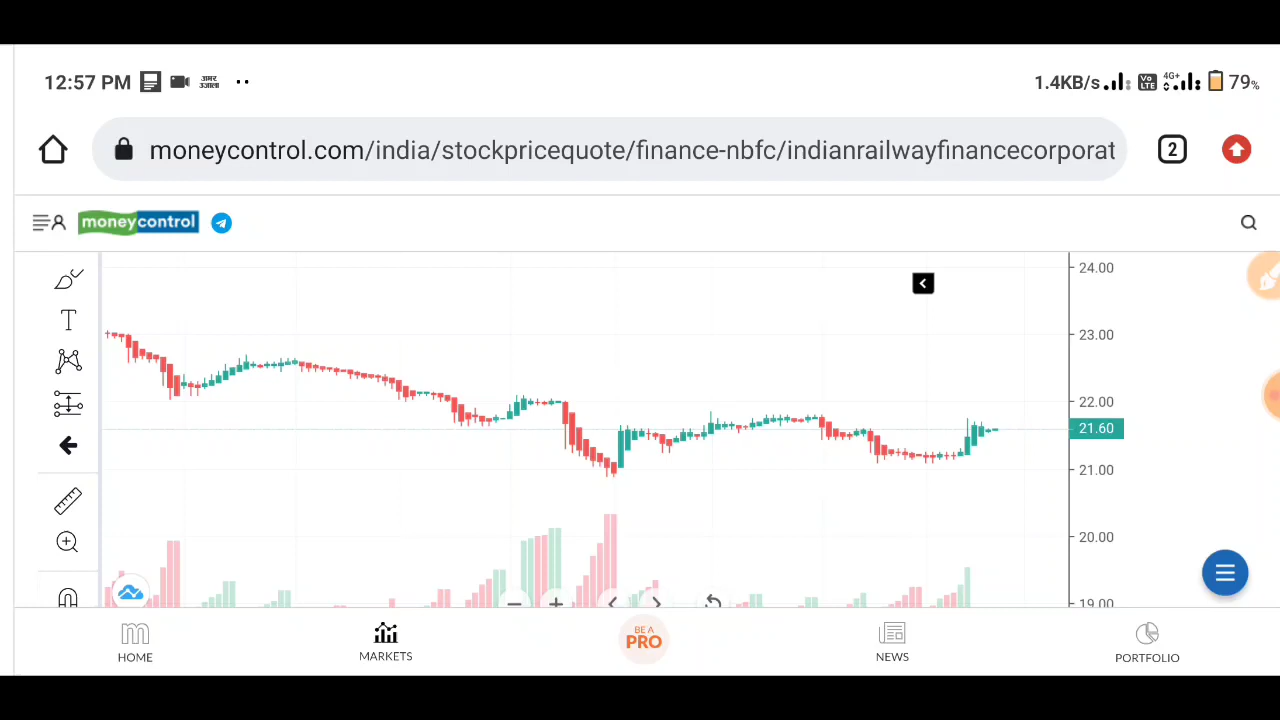 12:57 PM अमर उजाला 1.4KB/s Vo LTE 4G+ 79%
moneycontrol.com/india/stockpricequote/finance-nbfc/indianrailwayfinancecorporat 2
moneycontrol
24.00
23.00
22.00
21.60
21.00
20.00
19.00
T
HOME
MARKETS
BE A
PRO
NEWS
PORTFOLIO